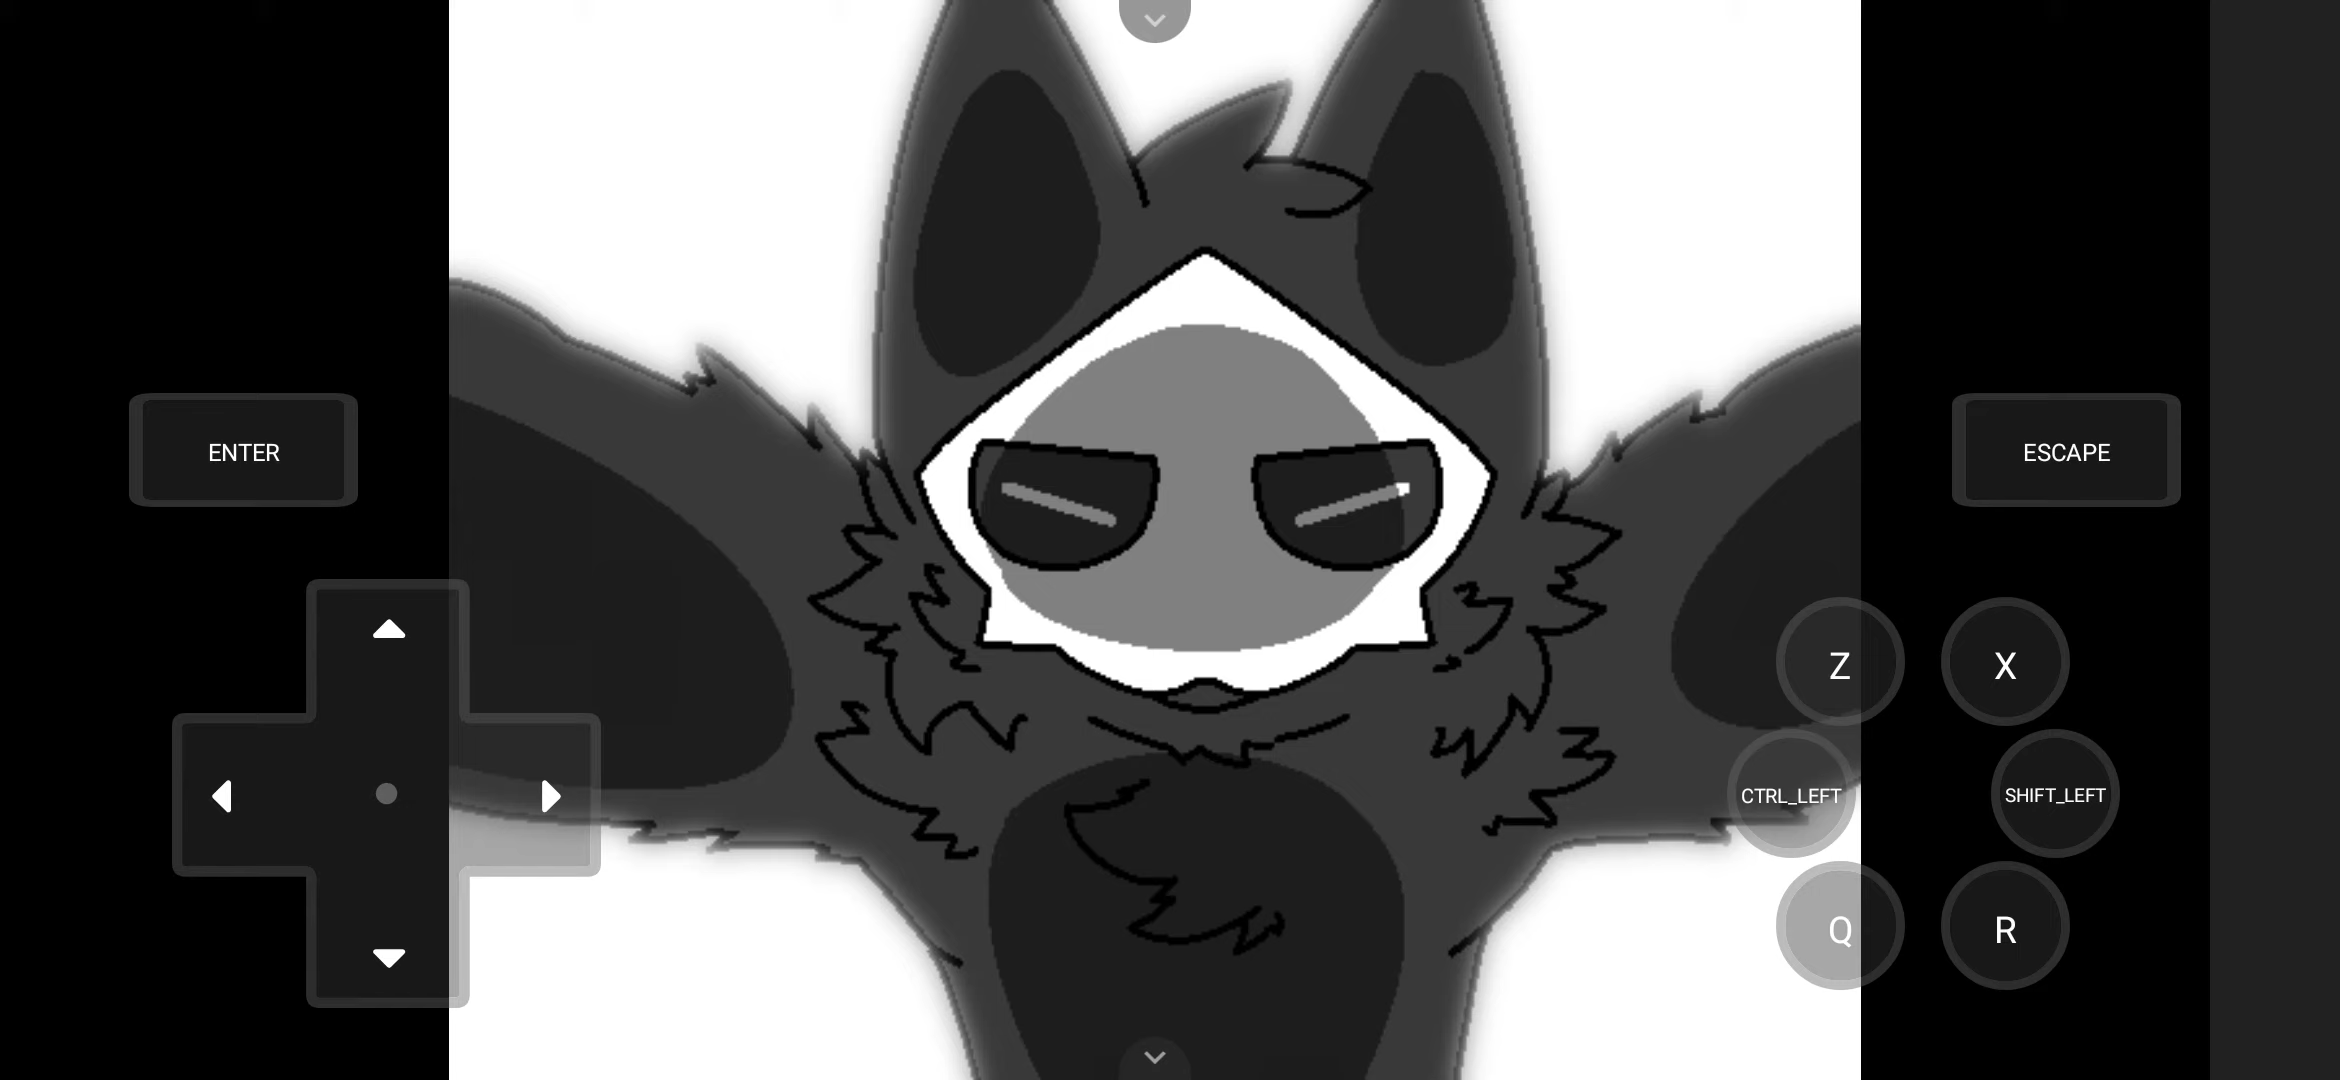 ENTER
ESCAPE
Z
X
CTRL_LEFT
SHIFT_LEFT
Q
R